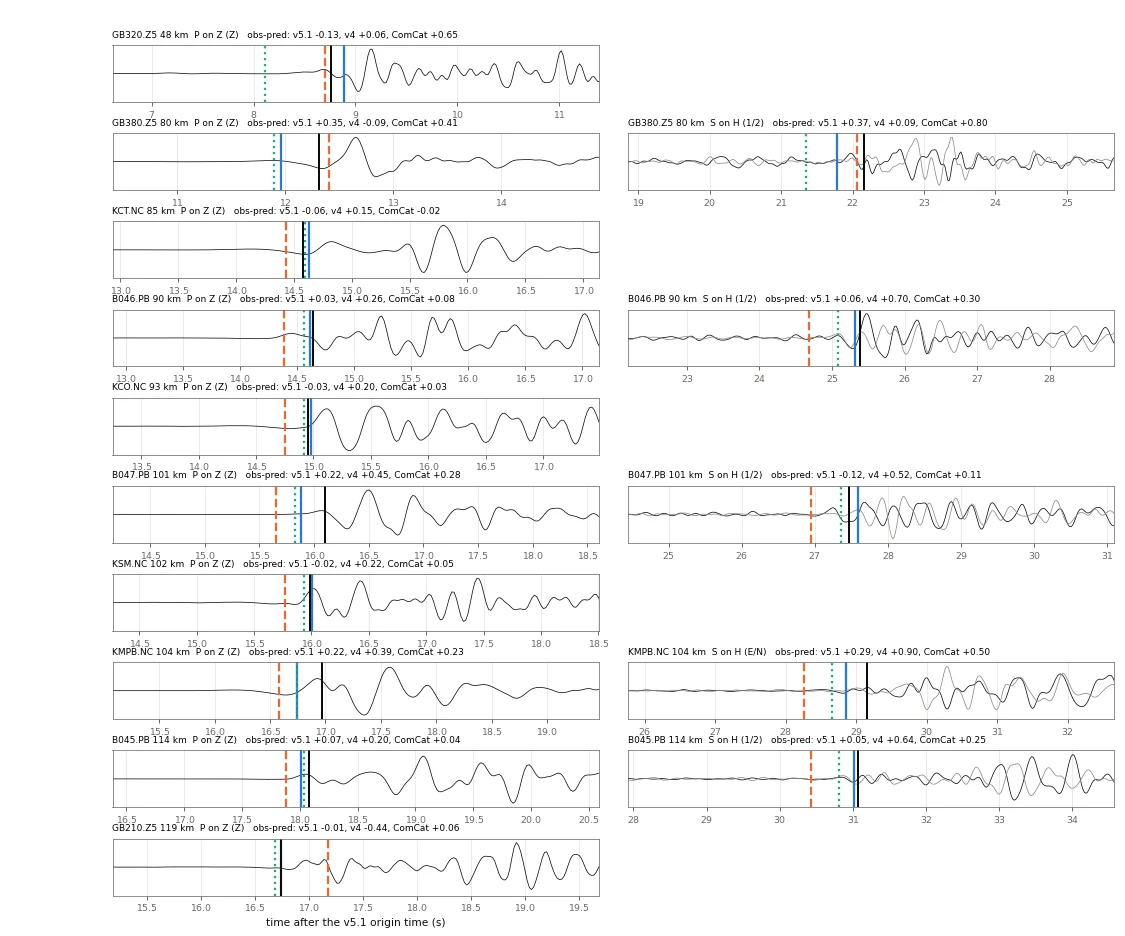 GB320.Z5 48 km  P on Z (Z)   obs-pred: v5.1 -0.13, v4 +0.06, ComCat +0.65
7 8 9 10 11
GB380.Z5 80 km  P on Z (Z)   obs-pred: v5.1 +0.35, v4 -0.09, ComCat +0.41
11 12 13 14
GB380.Z5 80 km  S on H (1/2)   obs-pred: v5.1 +0.37, v4 +0.09, ComCat +0.80
19 20 21 22 23 24 25
KCT.NC 85 km  P on Z (Z)   obs-pred: v5.1 -0.06, v4 +0.15, ComCat -0.02
13.0 13.5 14.0 14.5 15.0 15.5 16.0 16.5 17.0
B046.PB 90 km  P on Z (Z)   obs-pred: v5.1 +0.03, v4 +0.26, ComCat +0.08
13.0 13.5 14.0 14.5 15.0 15.5 16.0 16.5 17.0
B046.PB 90 km  S on H (1/2)   obs-pred: v5.1 +0.06, v4 +0.70, ComCat +0.30
23 24 25 26 27 28
KCO.NC 93 km  P on Z (Z)   obs-pred: v5.1 -0.03, v4 +0.20, ComCat +0.03
13.5 14.0 14.5 15.0 15.5 16.0 16.5 17.0
B047.PB 101 km  P on Z (Z)   obs-pred: v5.1 +0.22, v4 +0.45, ComCat +0.28
14.5 15.0 15.5 16.0 16.5 17.0 17.5 18.0 18.5
B047.PB 101 km  S on H (1/2)   obs-pred: v5.1 -0.12, v4 +0.52, ComCat +0.11
25 26 27 28 29 30 31
KSM.NC 102 km  P on Z (Z)   obs-pred: v5.1 -0.02, v4 +0.22, ComCat +0.05
14.5 15.0 15.5 16.0 16.5 17.0 17.5 18.0 18.5
KMPB.NC 104 km  P on Z (Z)   obs-pred: v5.1 +0.22, v4 +0.39, ComCat +0.23
15.5 16.0 16.5 17.0 17.5 18.0 18.5 19.0
KMPB.NC 104 km  S on H (E/N)   obs-pred: v5.1 +0.29, v4 +0.90, ComCat +0.50
26 27 28 29 30 31 32
B045.PB 114 km  P on Z (Z)   obs-pred: v5.1 +0.07, v4 +0.20, ComCat +0.04
16.5 17.0 17.5 18.0 18.5 19.0 19.5 20.0 20.5
B045.PB 114 km  S on H (1/2)   obs-pred: v5.1 +0.05, v4 +0.64, ComCat +0.25
28 29 30 31 32 33 34
GB210.Z5 119 km  P on Z (Z)   obs-pred: v5.1 -0.01, v4 -0.44, ComCat +0.06
15.5 16.0 16.5 17.0 17.5 18.0 18.5 19.0 19.5
time after the v5.1 origin time (s)